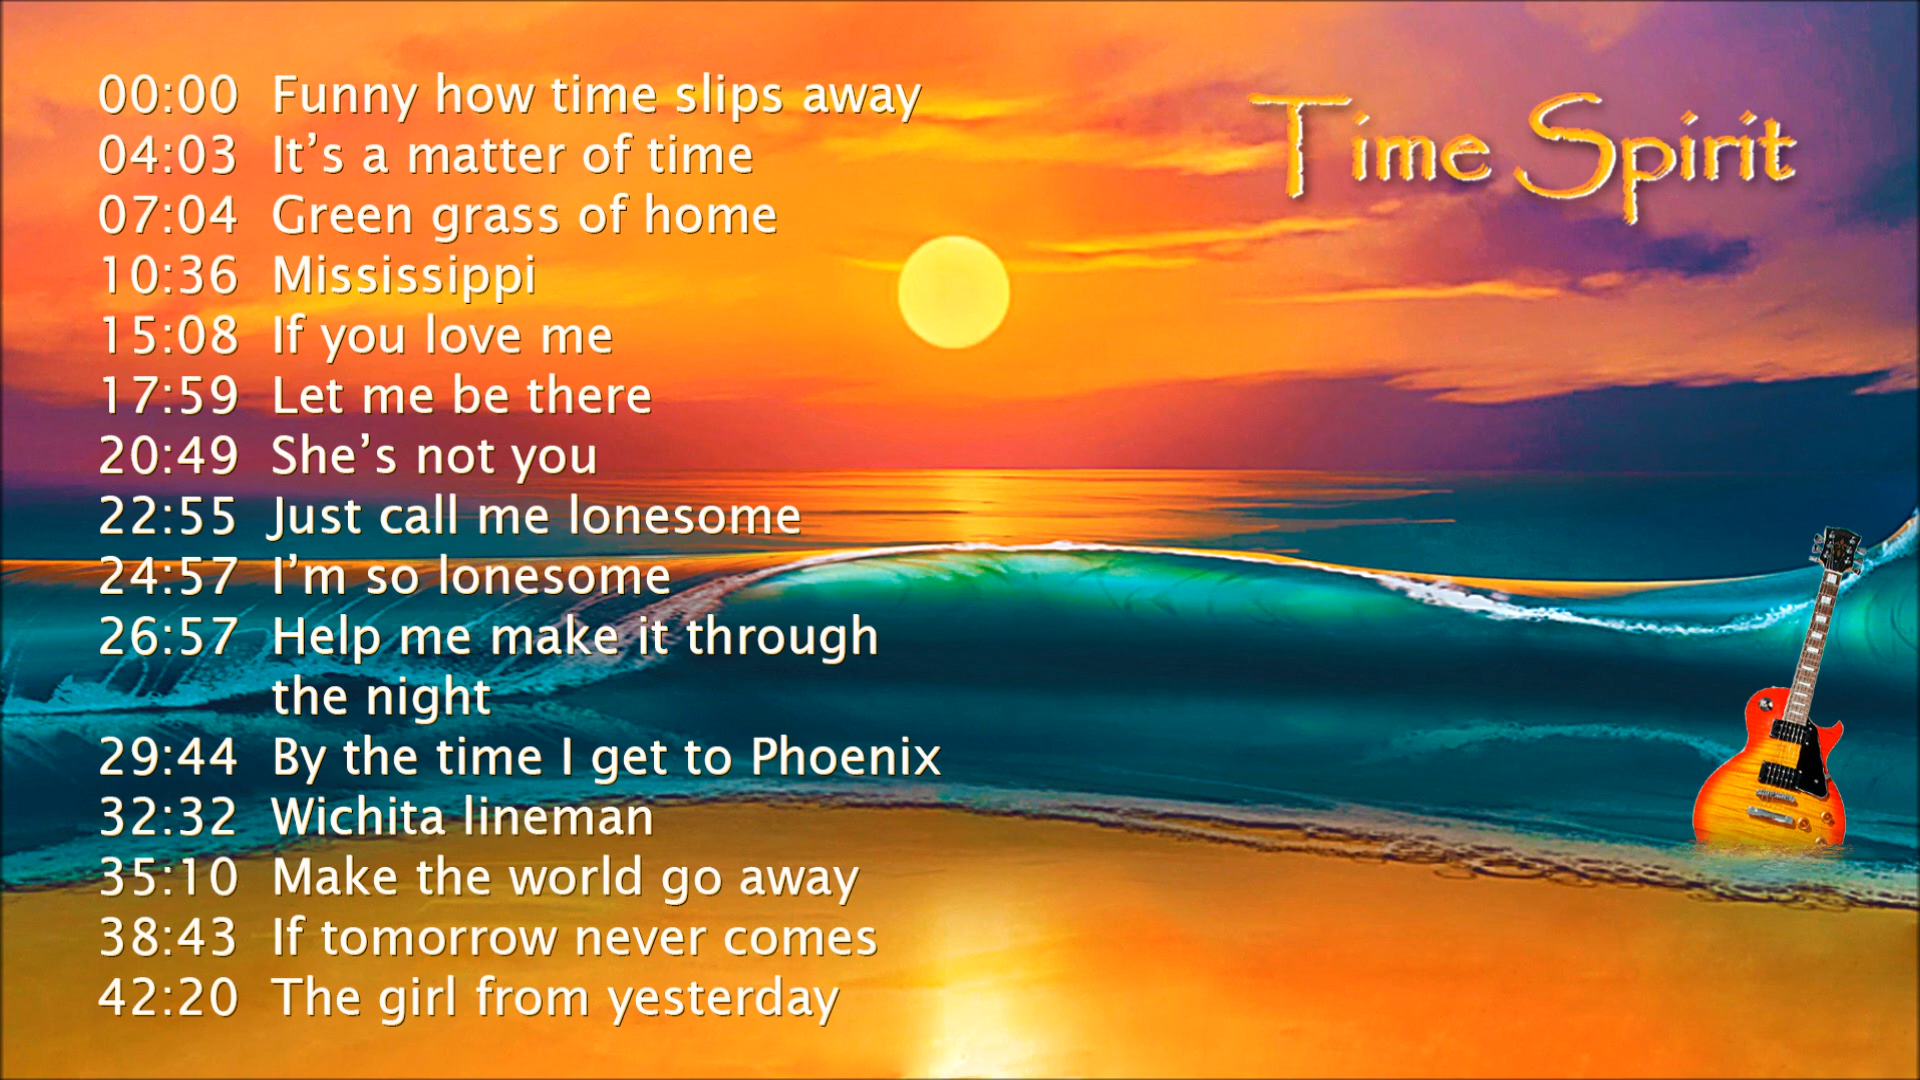 Time Spirit
00:00 Funny how time slips away
04:03 It’s a matter of time
07:04 Green grass of home
10:36 Mississippi
15:08 If you love me
17:59 Let me be there
20:49 She’s not you
22:55 Just call me lonesome
24:57 I’m so lonesome
26:57 Help me make it through
the night
29:44 By the time I get to Phoenix
32:32 Wichita lineman
35:10 Make the world go away
38:43 If tomorrow never comes
42:20 The girl from yesterday